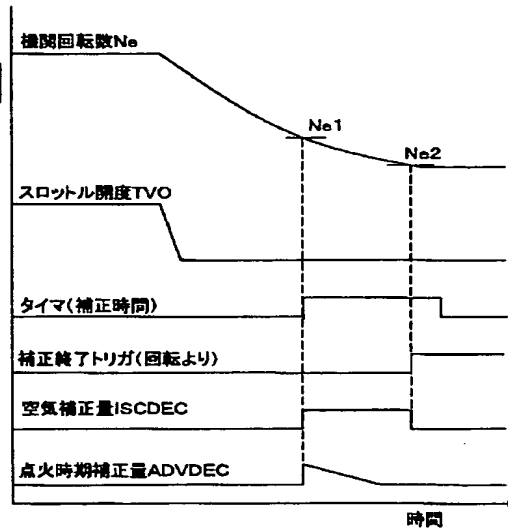 機関回転数Ne
Ne1
Ne2
スロットル開度TVO
タイマ(補正時間)
補正終了トリガ(回転より)
空気補正量ISCDEC
点火時期補正量ADVDEC
時間